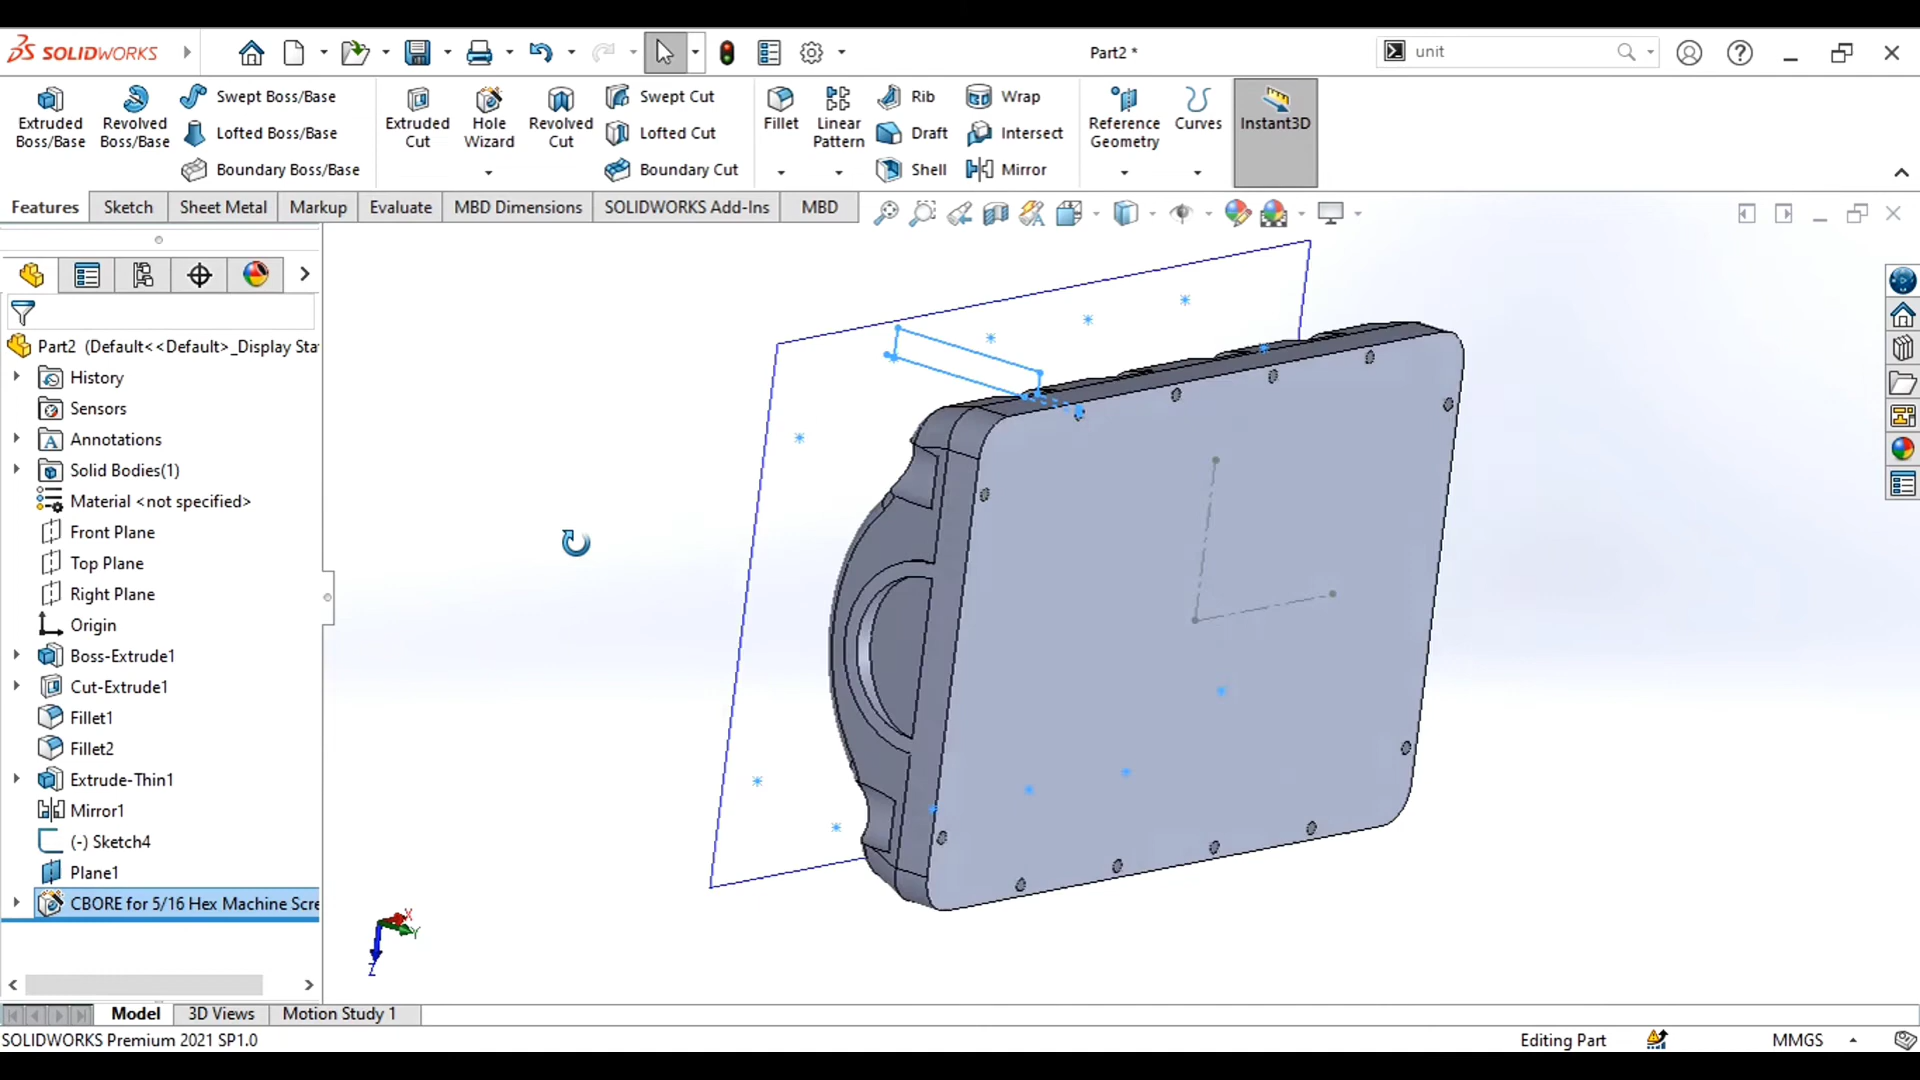 SOLIDWORKS
Part2 *
unit
Extruded Boss/Base
Revolved Boss/Base
Swept Boss/Base
Lofted Boss/Base
Boundary Boss/Base
Extruded Cut
Hole Wizard
Revolved Cut
Swept Cut
Lofted Cut
Boundary Cut
Fillet
Linear Pattern
Rib
Draft
Shell
Wrap
Intersect
Mirror
Reference Geometry
Curves
Instant3D
Features
Sketch
Sheet Metal
Markup
Evaluate
MBD Dimensions
SOLIDWORKS Add-Ins
MBD
Part2 (Default<<Default>_Display Sta
History
Sensors
Annotations
Solid Bodies(1)
Material <not specified>
Front Plane
Top Plane
Right Plane
Origin
Boss-Extrude1
Cut-Extrude1
Fillet1
Fillet2
Extrude-Thin1
Mirror1
(-) Sketch4
Plane1
CBORE for 5/16 Hex Machine Scre
X
Y
Z
Model
3D Views
Motion Study 1
SOLIDWORKS Premium 2021 SP1.0
Editing Part
MMGS